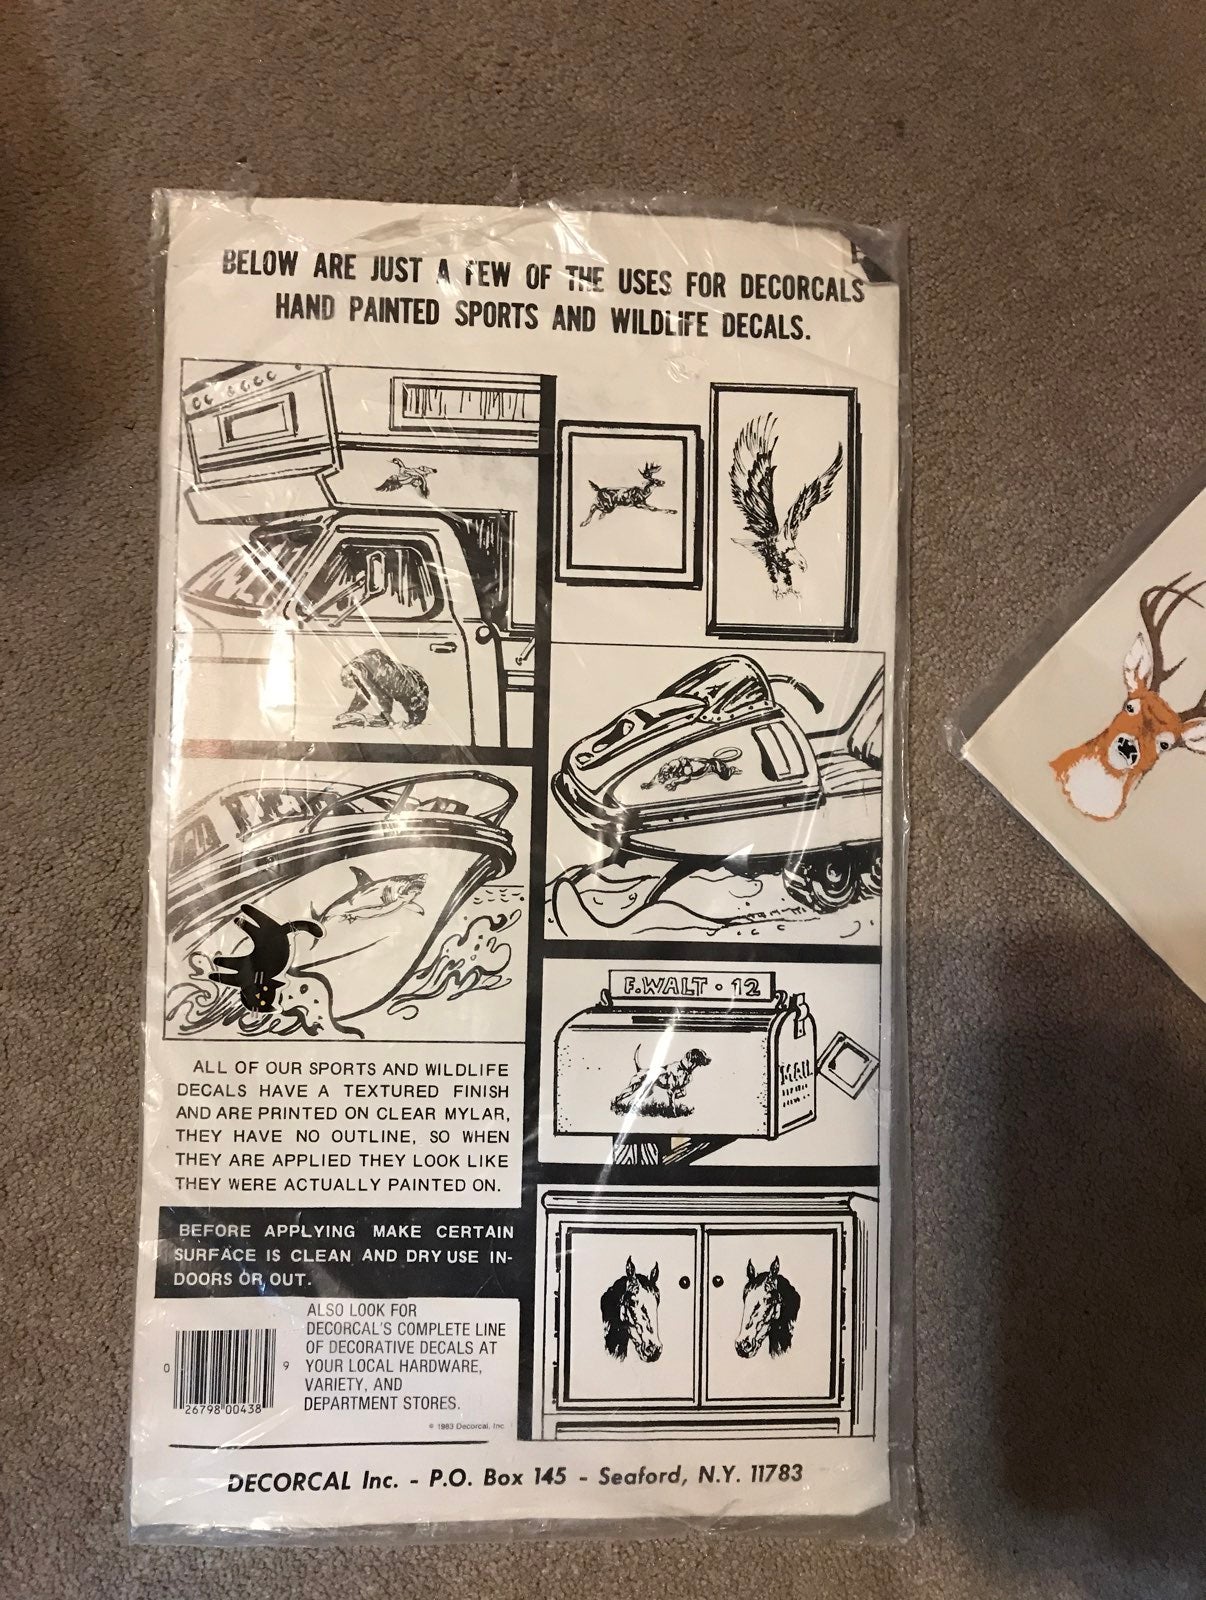 BELOW ARE JUST A FEW OF THE USES FOR DECORCALS
HAND PAINTED SPORTS AND WILDLIFE DECALS.
F.WALT · 12
MAIL
ALL OF OUR SPORTS AND WILDLIFE
DECALS HAVE A TEXTURED FINISH
AND ARE PRINTED ON CLEAR MYLAR,
THEY HAVE NO OUTLINE, SO WHEN
THEY ARE APPLIED THEY LOOK LIKE
THEY WERE ACTUALLY PAINTED ON.
BEFORE APPLYING MAKE CERTAIN
SURFACE IS CLEAN AND DRY USE IN-
DOORS OR OUT.
ALSO LOOK FOR
DECORCAL'S COMPLETE LINE
OF DECORATIVE DECALS AT
YOUR LOCAL HARDWARE,
VARIETY, AND
DEPARTMENT STORES.
0 26798 00438 9
© 1983 Decorcal, Inc.
DECORCAL Inc. - P.O. Box 145 - Seaford, N.Y. 11783